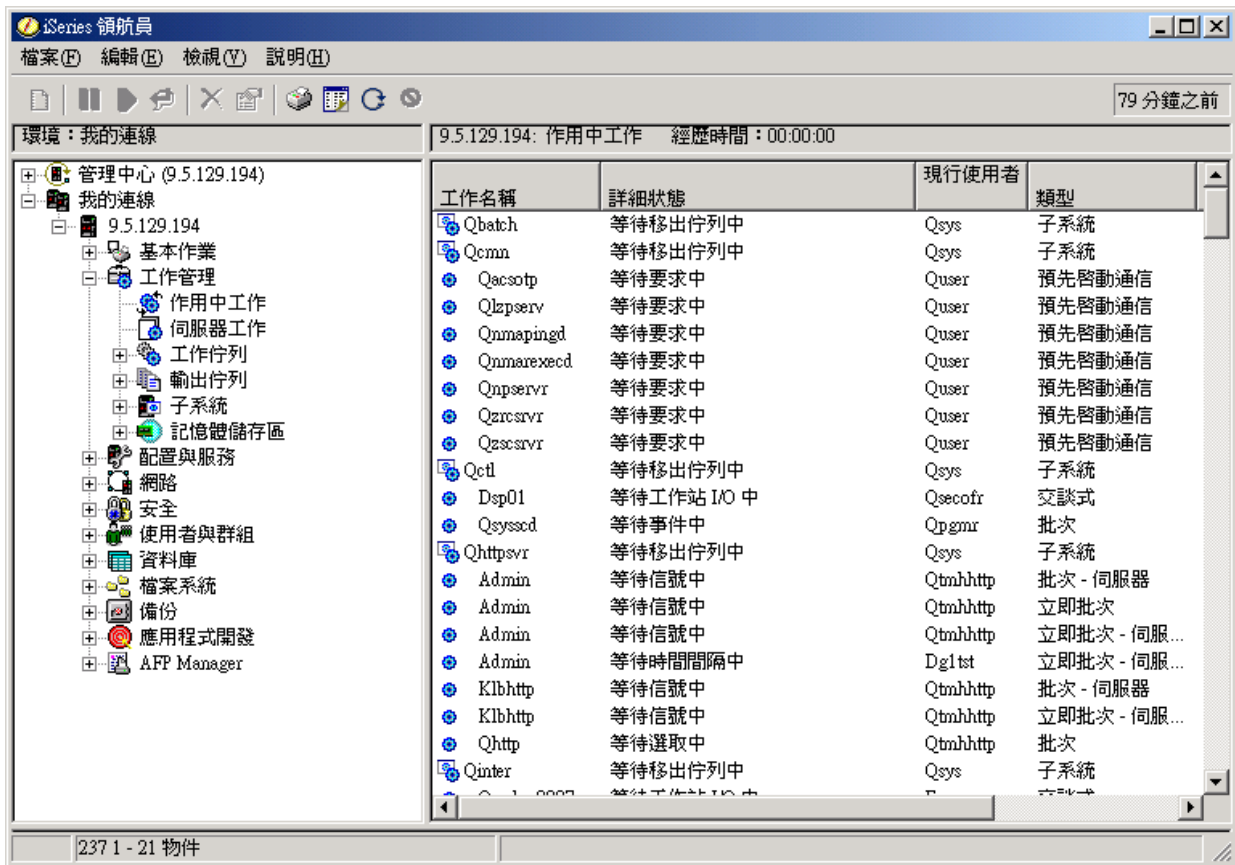 iSeries 領航員
檔案(F) 編輯(E) 檢視(V) 說明(H)
79 分鐘之前
環境：我的連線
9.5.129.194: 作用中工作 經歷時間：00:00:00
管理中心 (9.5.129.194)
我的連線
9.5.129.194
基本作業
工作管理
作用中工作
伺服器工作
工作佇列
輸出佇列
子系統
記憶體儲存區
配置與服務
網路
安全
使用者與群組
資料庫
檔案系統
備份
應用程式開發
AFP Manager
工作名稱 詳細狀態 現行使用者 類型
Qbatch 等待移出佇列中 Qsys 子系統
Qcmn 等待移出佇列中 Qsys 子系統
Qacsotp 等待要求中 Quser 預先啟動通信
Qlzpserv 等待要求中 Quser 預先啟動通信
Qnmapingd 等待要求中 Quser 預先啟動通信
Qnmarexecd 等待要求中 Quser 預先啟動通信
Qnpservr 等待要求中 Quser 預先啟動通信
Qzrcsrvr 等待要求中 Quser 預先啟動通信
Qzscsrvr 等待要求中 Quser 預先啟動通信
Qctl 等待移出佇列中 Qsys 子系統
Dsp01 等待工作站 I/O 中 Qsecofr 交談式
Qsysscd 等待事件中 Qpgmr 批次
Qhttpsvr 等待移出佇列中 Qsys 子系統
Admin 等待信號中 Qtmhhttp 批次 - 伺服器
Admin 等待信號中 Qtmhhttp 立即批次
Admin 等待信號中 Qtmhhttp 立即批次 - 伺服...
Admin 等待時間間隔中 Dg1tst 立即批次 - 伺服...
Klbhttp 等待信號中 Qtmhhttp 批次 - 伺服器
Klbhttp 等待信號中 Qtmhhttp 立即批次 - 伺服...
Qhttp 等待選取中 Qtmhhttp 批次
Qinter 等待移出佇列中 Qsys 子系統
237 1 - 21 物件